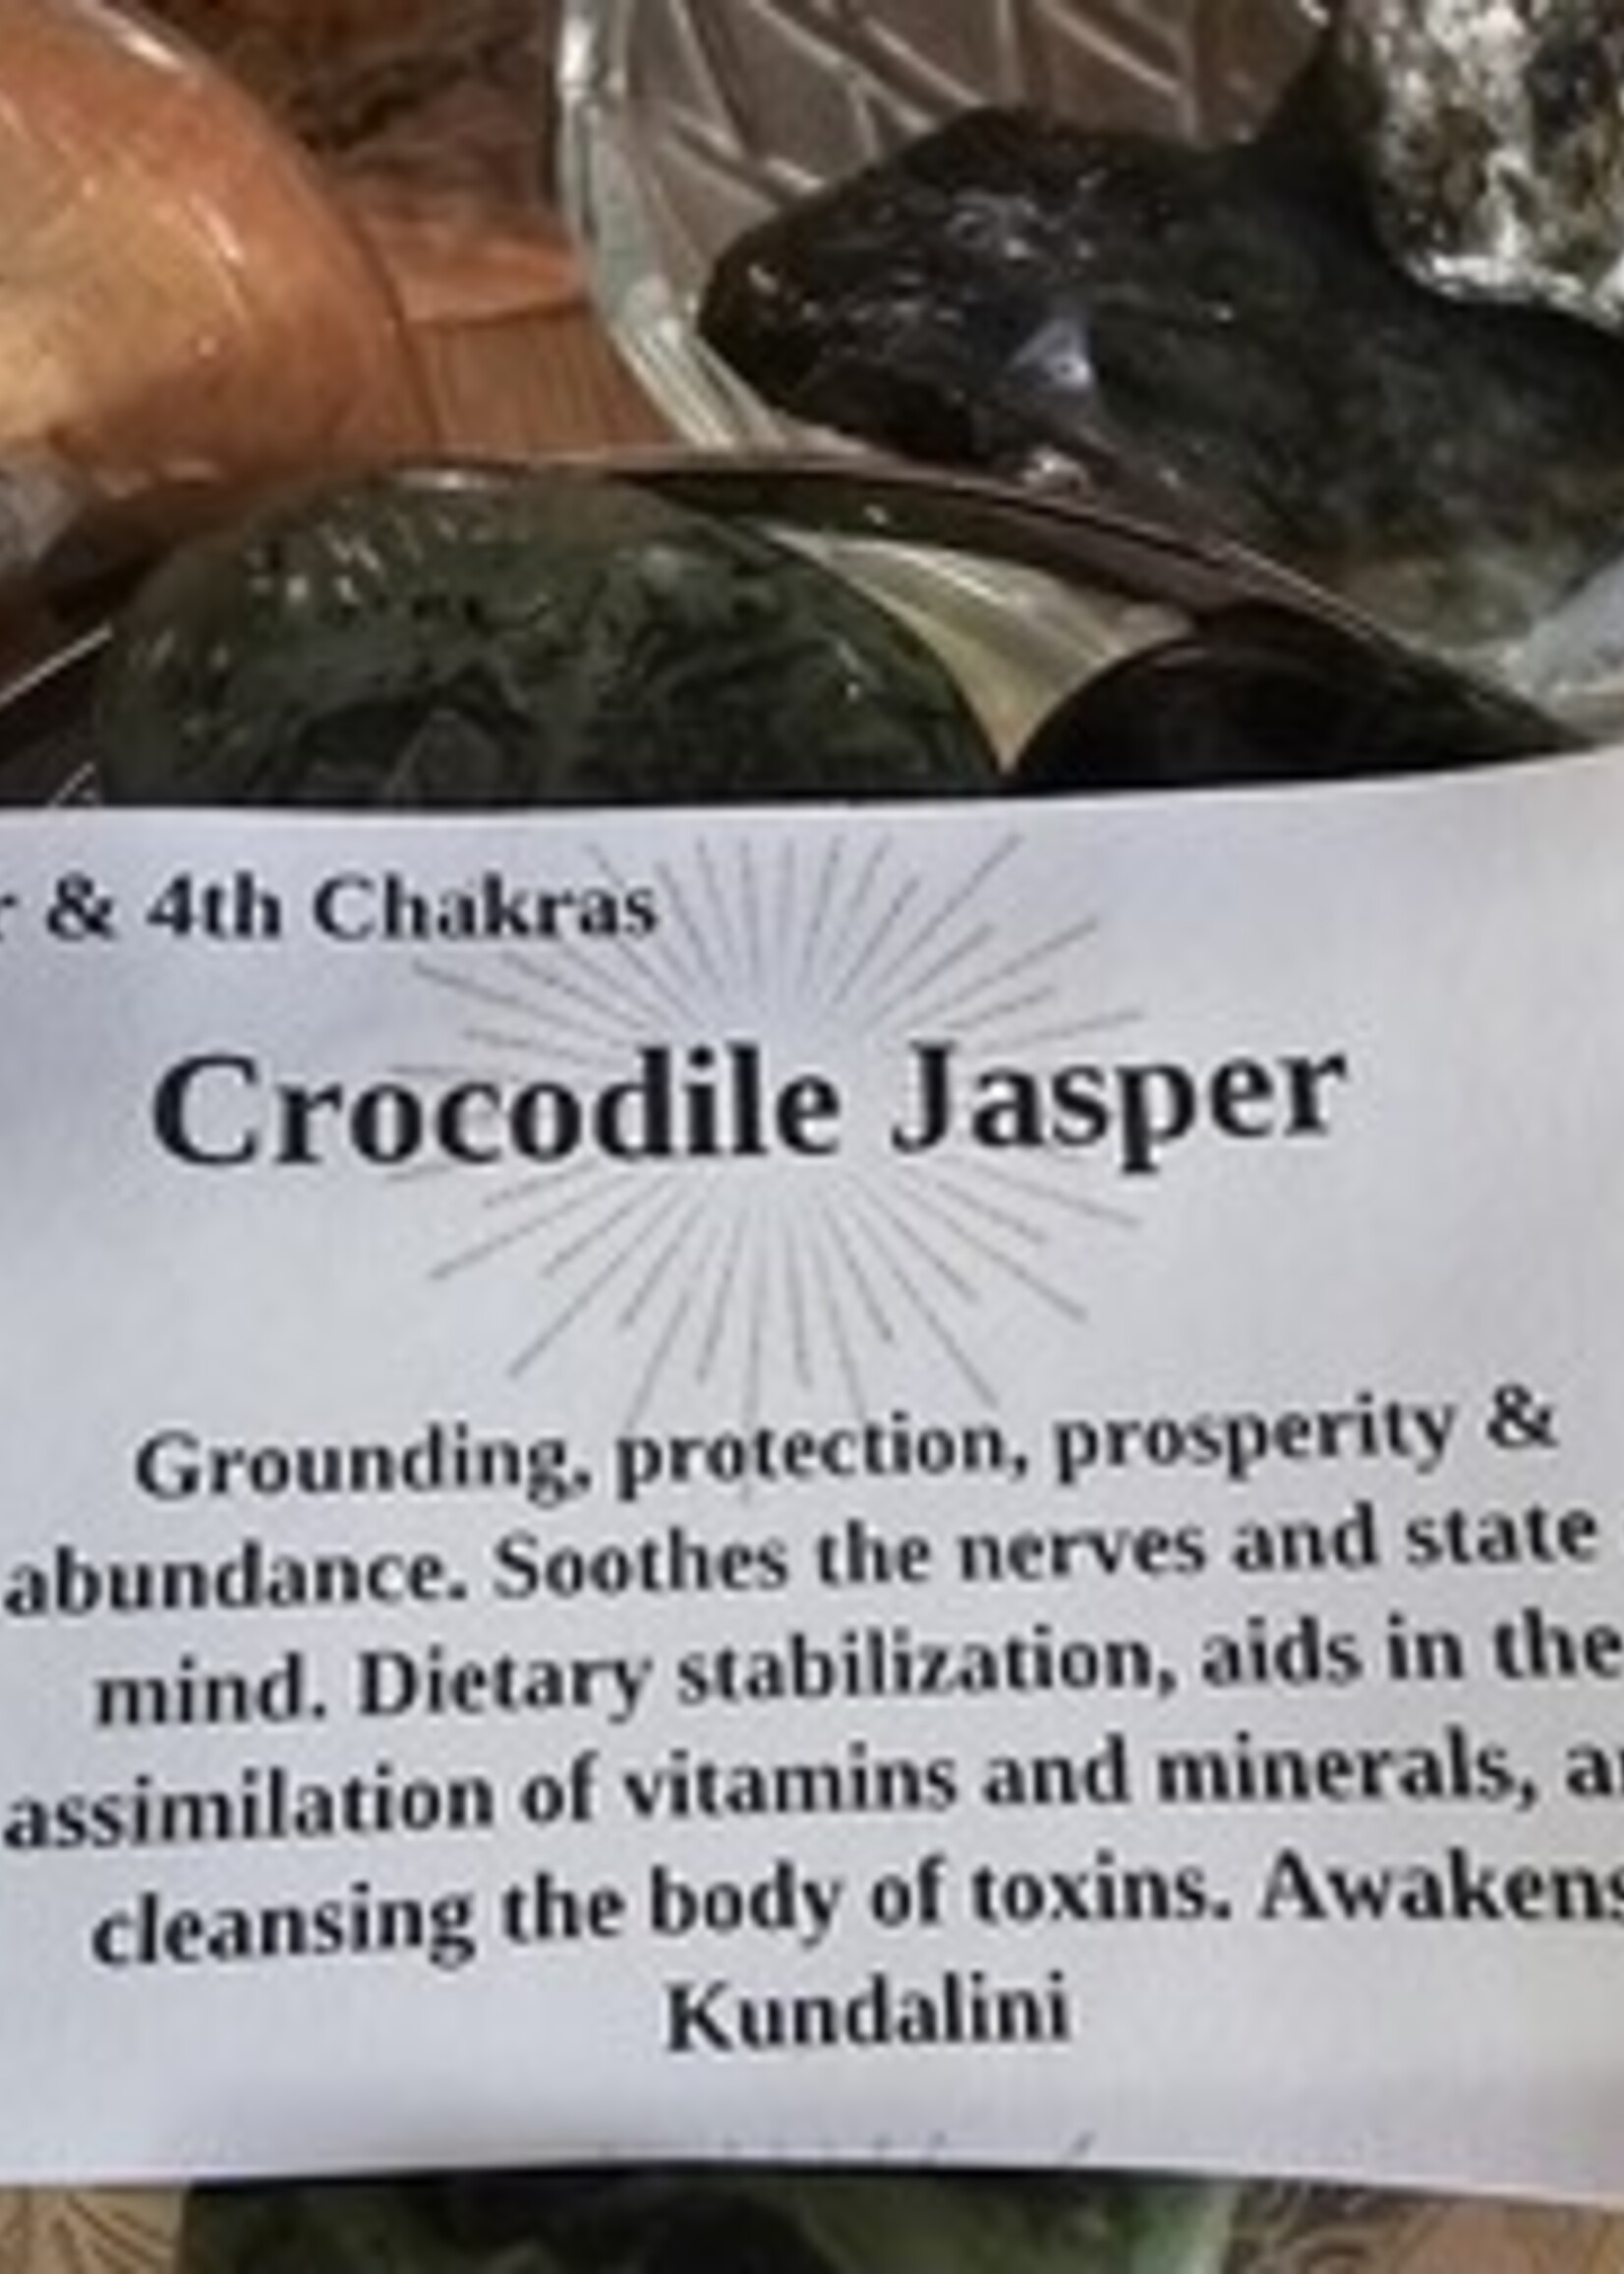 & 4th Chakras
Crocodile Jasper
Grounding, protection, prosperity &
abundance. Soothes the nerves and state
mind. Dietary stabilization, aids in the
assimilation of vitamins and minerals,
cleansing the body of toxins. Awakens
Kundalini